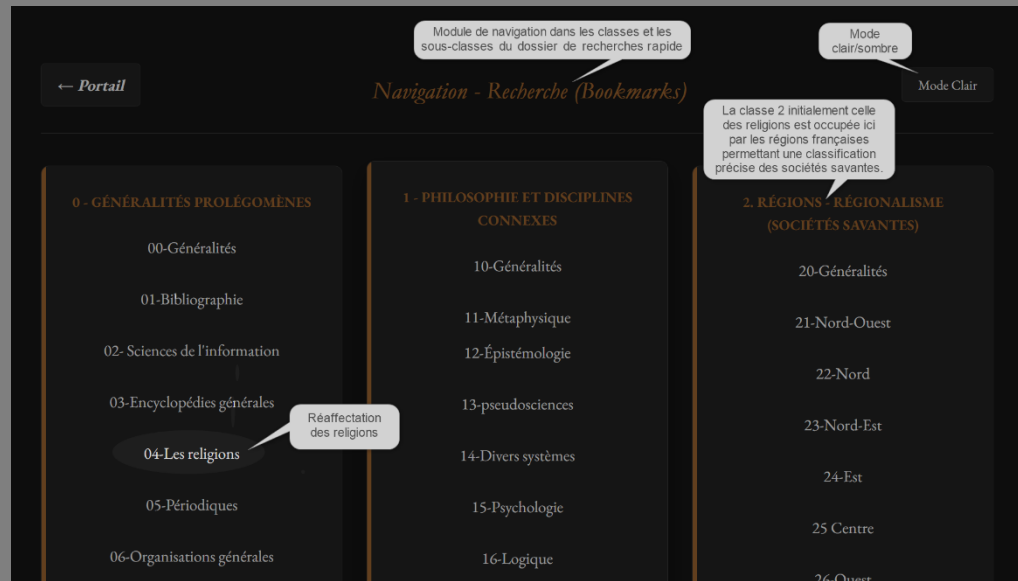 Module de navigation dans les classes et les
sous-classes du dossier de recherches rapide
Mode
clair/sombre
← Portail
Navigation - Recherche (Bookmarks)
Mode Clair
La classe 2 initialement celle
des religions est occupée ici
par les régions françaises
permettant une classification
précise des sociétés savantes.
0 - GÉNÉRALITÉS PROLÉGOMÈNES
00-Généralités
01-Bibliographie
02- Sciences de l'information
03-Encyclopédies générales
Réaffectation
des religions
04-Les religions
05-Périodiques
06-Organisations générales
1 - PHILOSOPHIE ET DISCIPLINES
CONNEXES
10-Généralités
11-Métaphysique
12-Épistémologie
13-pseudosciences
14-Divers systèmes
15-Psychologie
16-Logique
2. RÉGIONS - RÉGIONALISME
(SOCIÉTÉS SAVANTES)
20-Généralités
21-Nord-Ouest
22-Nord
23-Nord-Est
24-Est
25 Centre
26-Ouest